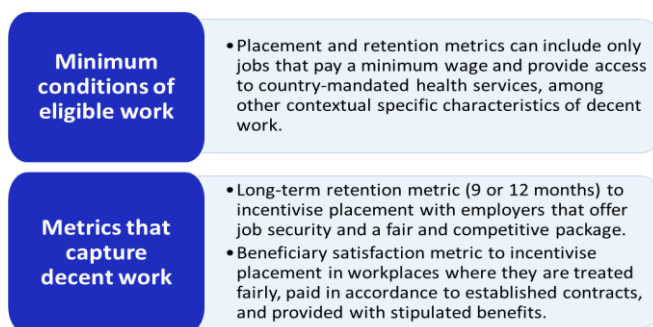 Minimum
conditions of
eligible work
•Placement and retention metrics can include only
jobs that pay a minimum wage and provide access
to country-mandated health services, among
other contextual specific characteristics of decent
work.
Metrics that
capture
decent work
•Long-term retention metric (9 or 12 months) to
incentivise placement with employers that offer
job security and a fair and competitive package.
•Beneficiary satisfaction metric to incentivise
placement in workplaces where they are treated
fairly, paid in accordance to established contracts,
and provided with stipulated benefits.